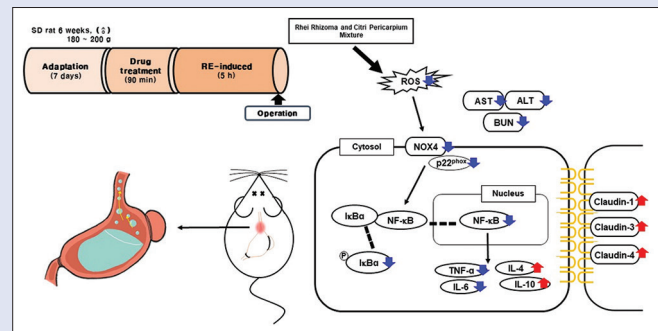 SD rat 6 weeks, (♂)
180 ~ 200 g
Adaptation
(7 days)
Drug
treatment
(90 min)
RE-induced
(5 h)
Operation
Rhei Rhizoma and Citri Pericarpium
Mixture
ROS
AST
ALT
BUN
Cytosol
NOX4
p22phox
Nucleus
IκBα
NF-κB
NF-κB
P
IκBα
TNF-α
IL-4
IL-6
IL-10
Claudin-1
Claudin-3
Claudin-4